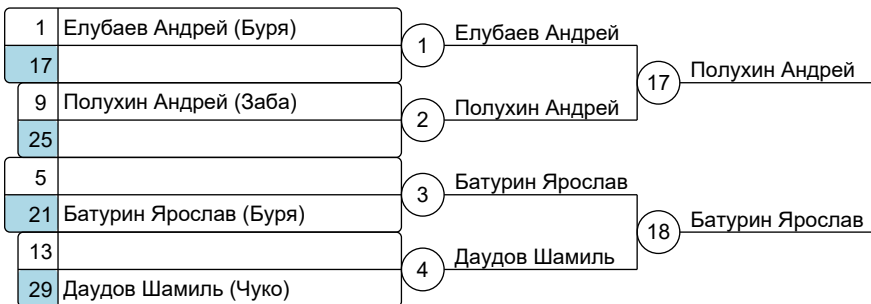 1 Елубаев Андрей (Буря)
17
1 Елубаев Андрей
9 Полухин Андрей (Заба)
25
2 Полухин Андрей
17 Полухин Андрей
5
21 Батурин Ярослав (Буря)
3 Батурин Ярослав
13
29 Даудов Шамиль (Чуко)
4 Даудов Шамиль
18 Батурин Ярослав